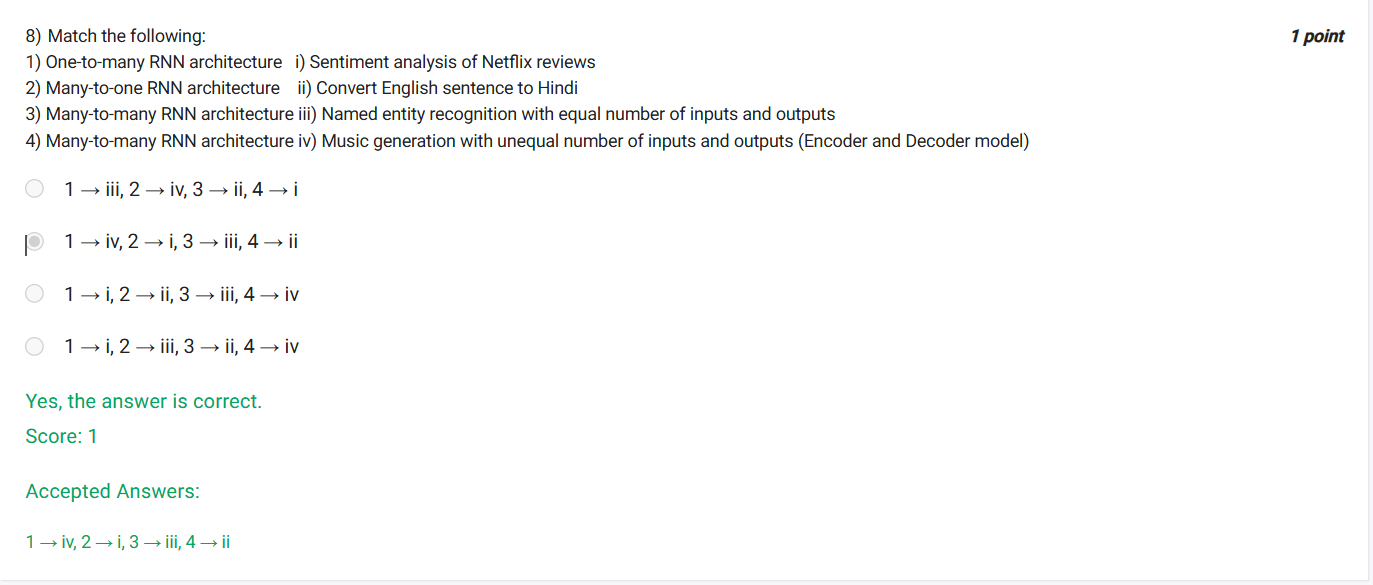 8) Match the following:
1 point
1) One-to-many RNN architecture i) Sentiment analysis of Netflix reviews
2) Many-to-one RNN architecture ii) Convert English sentence to Hindi
3) Many-to-many RNN architecture iii) Named entity recognition with equal number of inputs and outputs
4) Many-to-many RNN architecture iv) Music generation with unequal number of inputs and outputs (Encoder and Decoder model)
1 → iii, 2 → iv, 3 → ii, 4 → i
1 → iv, 2 → i, 3 → iii, 4 → ii
1 → i, 2 → ii, 3 → iii, 4 → iv
1 → i, 2 → iii, 3 → ii, 4 → iv
Yes, the answer is correct.
Score: 1
Accepted Answers:
1 → iv, 2 → i, 3 → iii, 4 → ii